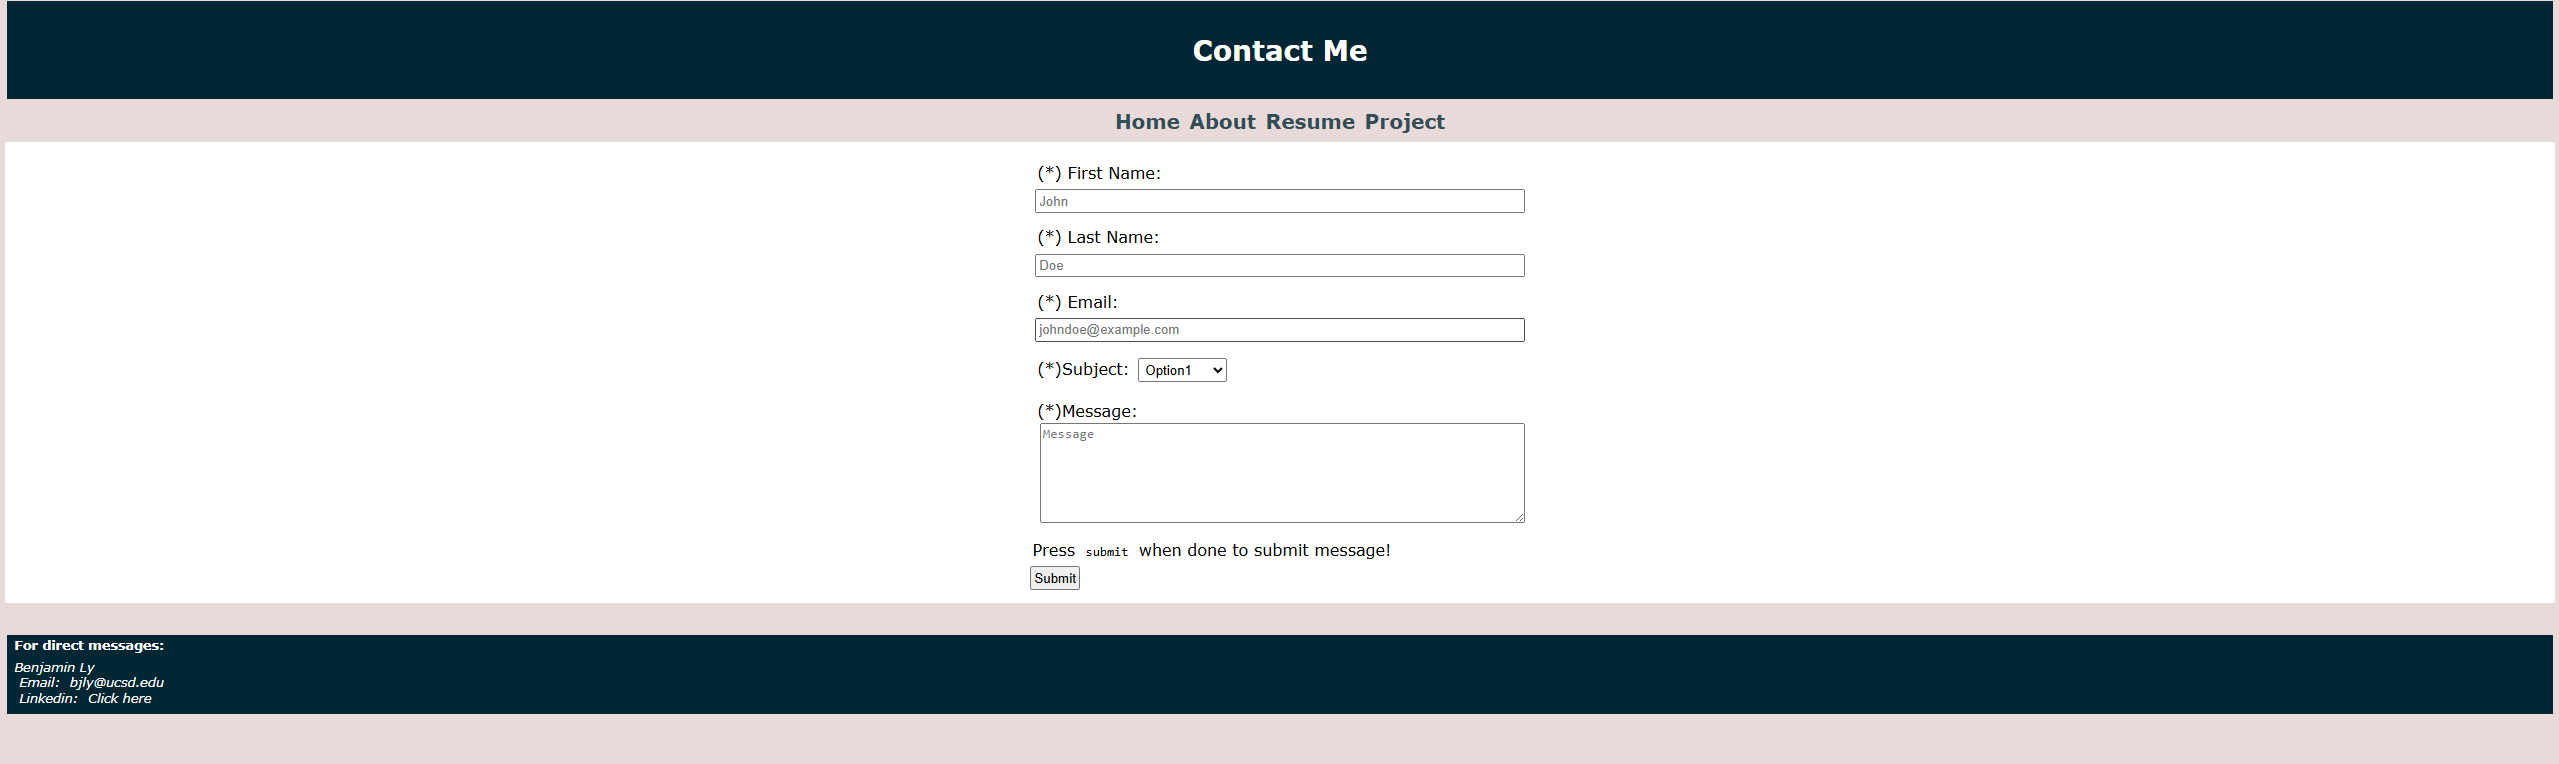 Contact Me
Home About Resume Project
(*) First Name:
John
(*) Last Name:
Doe
(*) Email:
johndoe@example.com
(*)Subject: Option1
(*)Message:
Message
Press submit when done to submit message!
Submit
For direct messages:
Benjamin Ly
Email: bjly@ucsd.edu
Linkedin: Click here